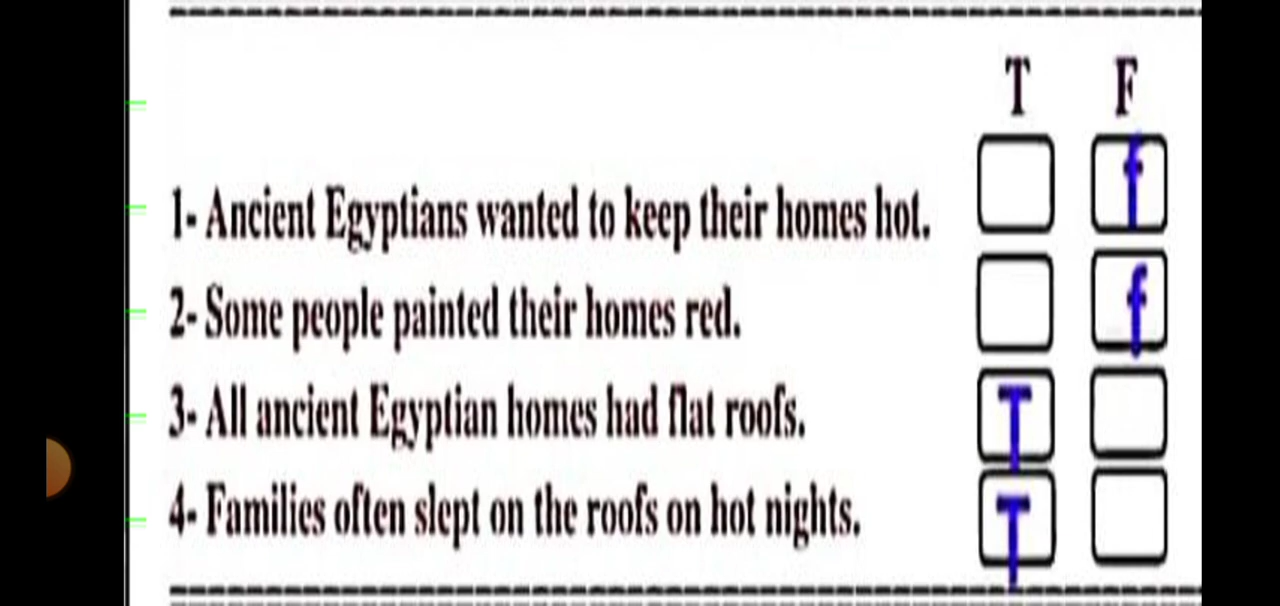 T F
1- Ancient Egyptians wanted to keep their homes hot. f
2- Some people painted their homes red. f
3- All ancient Egyptian homes had flat roofs. T
4- Families often slept on the roofs on hot nights. T